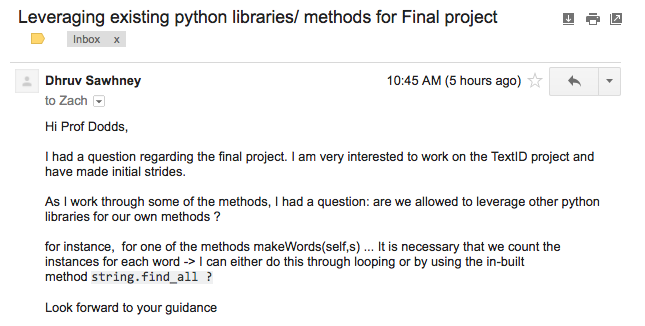 Leveraging existing python libraries/ methods for Final project
Inbox x
Dhruv Sawhney
10:45 AM (5 hours ago)
to Zach
Hi Prof Dodds,
I had a question regarding the final project. I am very interested to work on the TextID project and
have made initial strides.
As I work through some of the methods, I had a question: are we allowed to leverage other python
libraries for our own methods ?
for instance,  for one of the methods makeWords(self,s) ... It is necessary that we count the
instances for each word -> I can either do this through looping or by using the in-built
method string.find_all ?
Look forward to your guidance